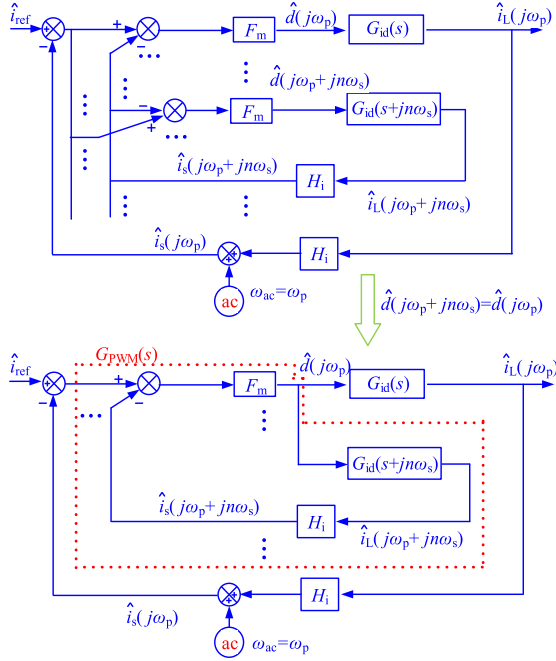 î_ref
+
−
+
−
F_m
d̂(jω_p)
G_id(s)
î_L(jω_p)
d̂(jω_p+jnω_s)
−
+
F_m
G_id(s+jnω_s)
î_s(jω_p+jnω_s)
H_i
î_L(jω_p+jnω_s)
î_s(jω_p)
+
+
H_i
ac
ω_ac=ω_p
d̂(jω_p+jnω_s)=d̂(jω_p)
G_PWM(s)
î_ref
+
−
+
−
F_m
d̂(jω_p)
G_id(s)
î_L(jω_p)
G_id(s+jnω_s)
î_s(jω_p+jnω_s)
H_i
î_L(jω_p+jnω_s)
î_s(jω_p)
+
+
H_i
ac
ω_ac=ω_p